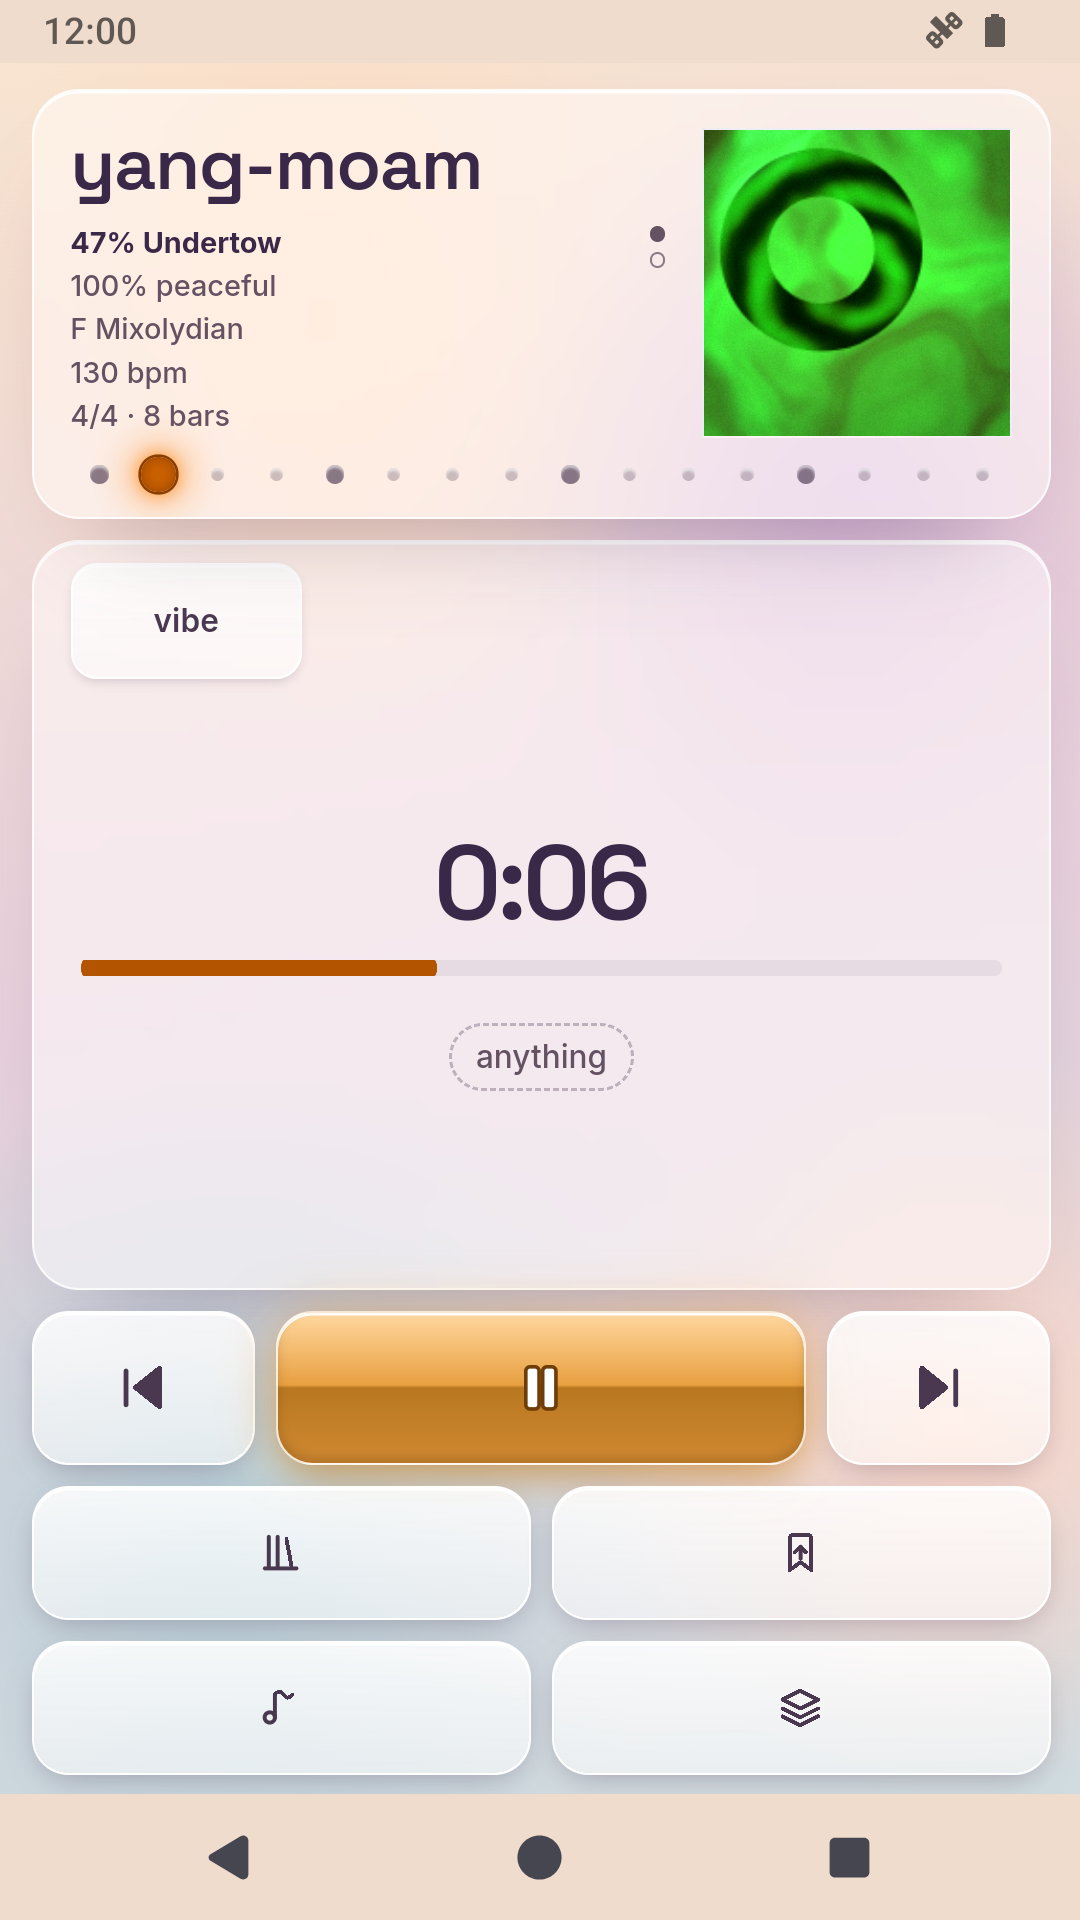 12:00
yang-moam
47% Undertow
100% peaceful
F Mixolydian
130 bpm
4/4 · 8 bars
vibe
0:06
anything